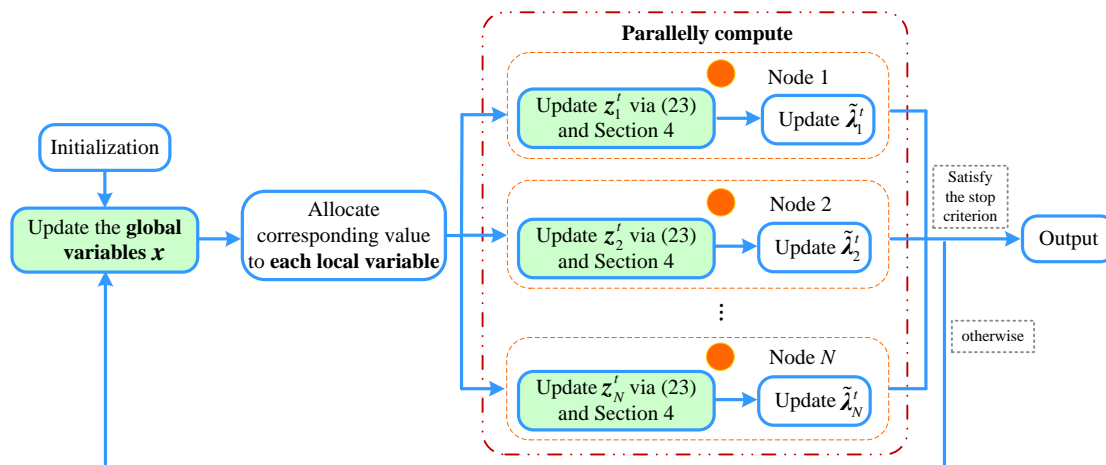 Parallelly compute
Initialization
Update the global
variables x
Allocate
corresponding value
to each local variable
Node 1
Update z₁ᵗ via (23)
and Section 4
Update λ̃₁ᵗ
Node 2
Update z₂ᵗ via (23)
and Section 4
Update λ̃₂ᵗ
⋮
Node N
Update z_Nᵗ via (23)
and Section 4
Update λ̃_Nᵗ
Satisfy
the stop
criterion
otherwise
Output